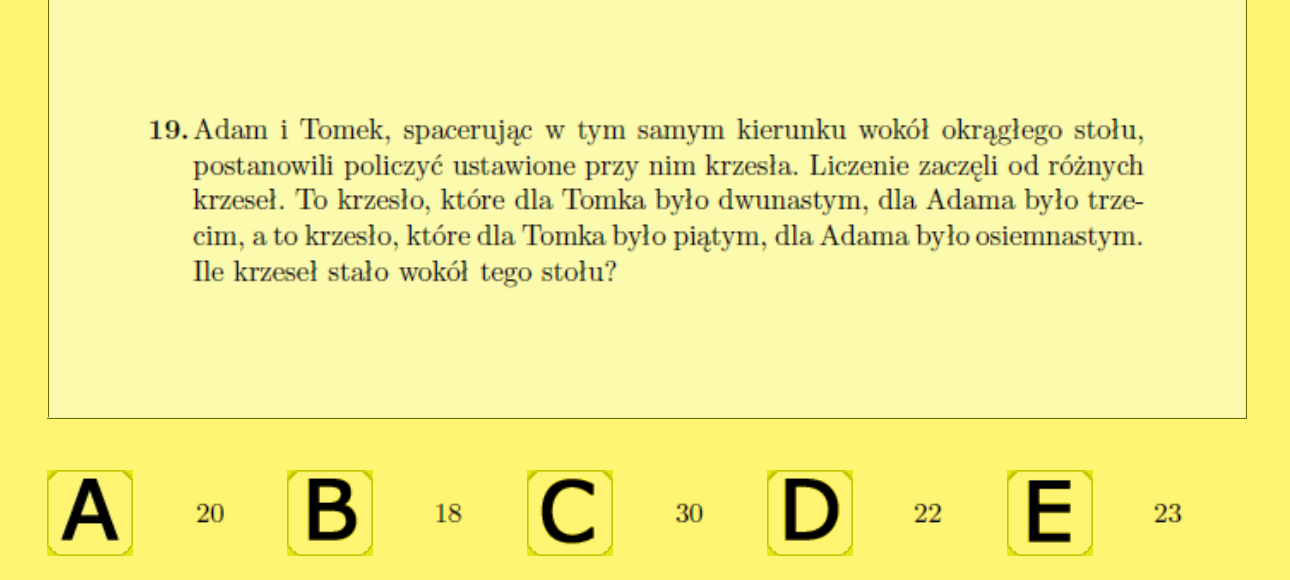 19. Adam i Tomek, spacerując w tym samym kierunku wokół okrągłego stołu,
postanowili policzyć ustawione przy nim krzesła. Liczenie zaczęli od różnych
krzeseł. To krzesło, które dla Tomka było dwunastym, dla Adama było trze-
cim, a to krzesło, które dla Tomka było piątym, dla Adama było osiemnastym.
Ile krzeseł stało wokół tego stołu?
A 20 B 18 C 30 D 22 E 23